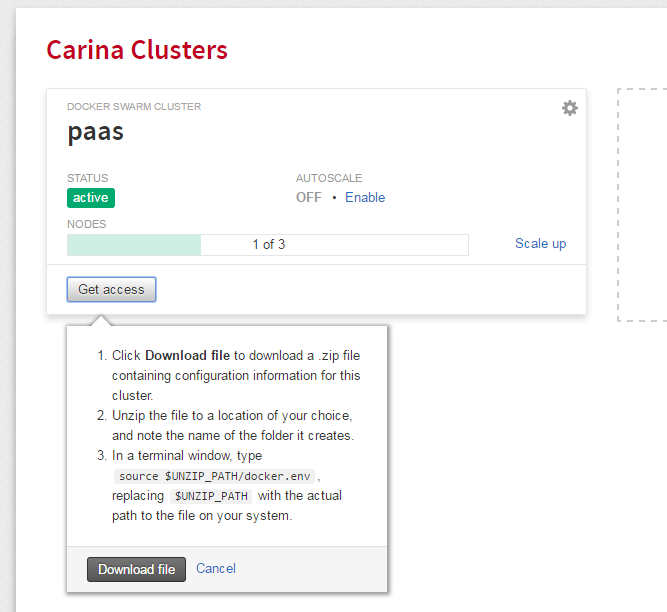 Carina Clusters
DOCKER SWARM CLUSTER
paas
STATUS
AUTOSCALE
active
OFF • Enable
NODES
1 of 3
Scale up
Get access
1. Click Download file to download a .zip file
containing configuration information for this
cluster.
2. Unzip the file to a location of your choice,
and note the name of the folder it creates.
3. In a terminal window, type
source $UNZIP_PATH/docker.env ,
replacing $UNZIP_PATH with the actual
path to the file on your system.
Download file
Cancel